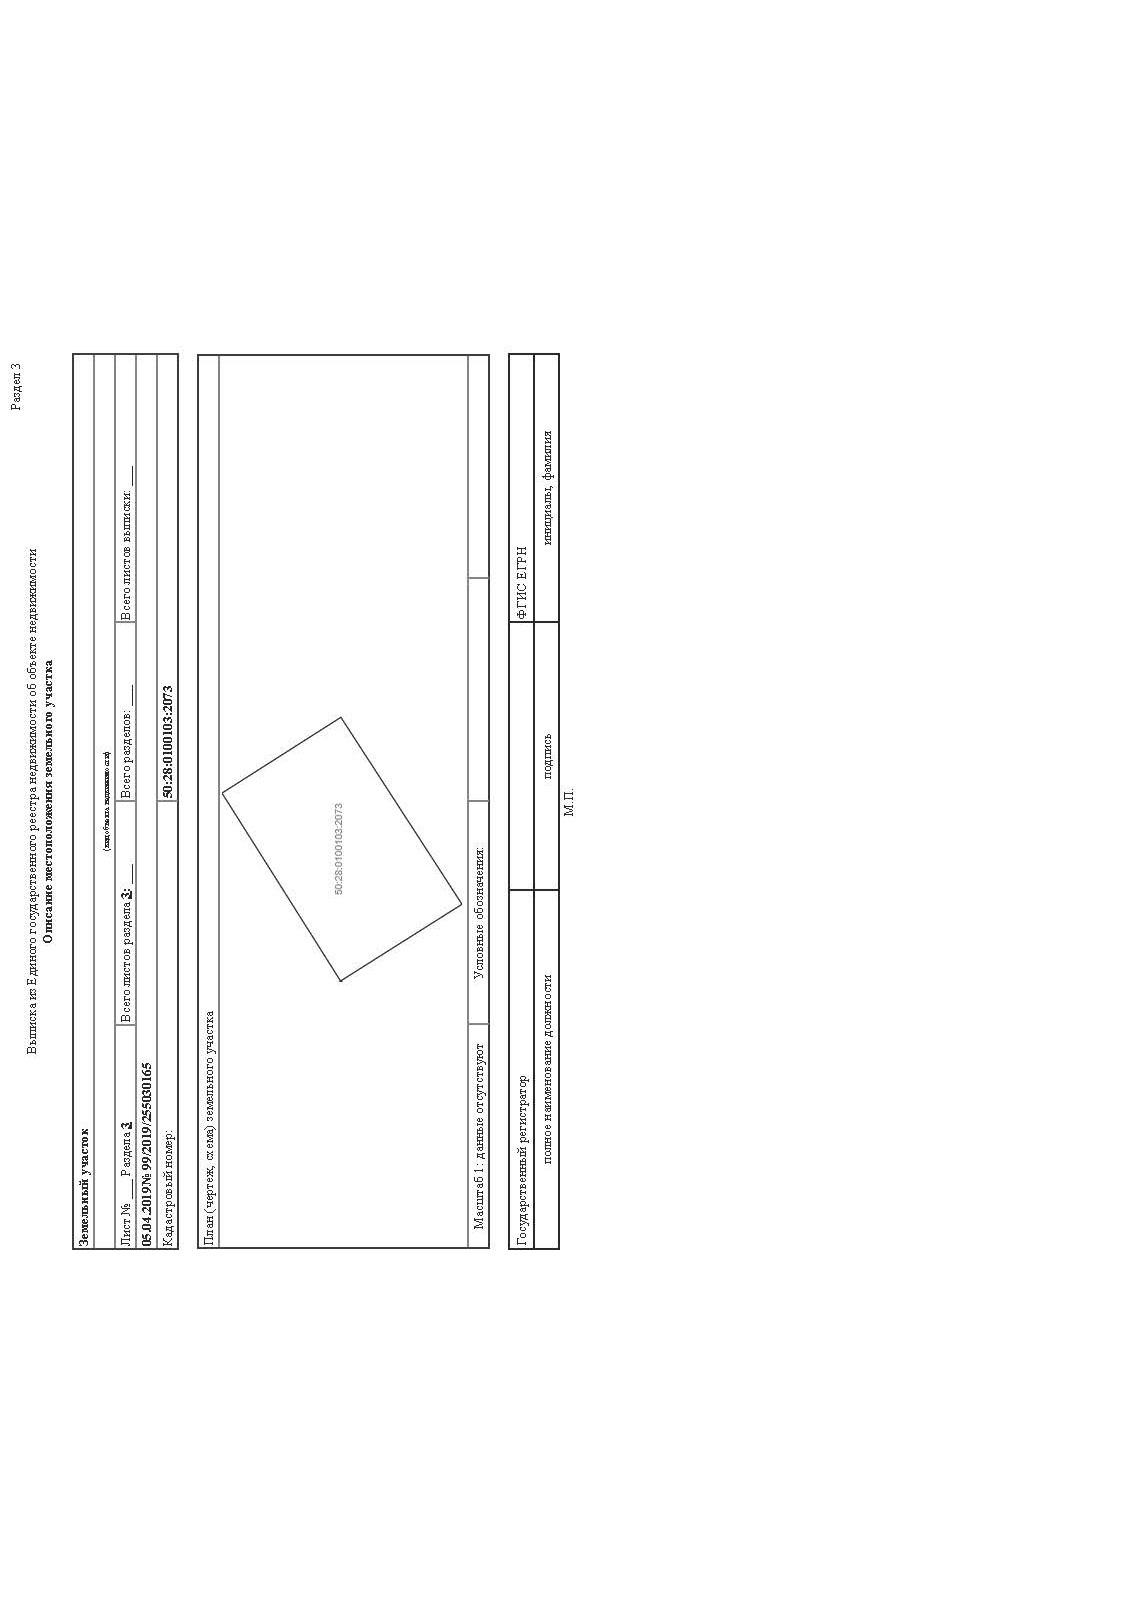 Раздел 3
Выписка из Единого государственного реестра недвижимости об объекте недвижимости
Описание местоположения земельного участка
Земельный участок
(вид объекта недвижимости)
Лист № ___ Раздела 3
Всего листов раздела 3: ___
Всего разделов: ___
Всего листов выписки: ___
05.04.2019 № 99/2019/255030165
Кадастровый номер:
50:28:0100103:2073
План (чертеж, схема) земельного участка
50:28:0100103:2073
Масштаб 1: данные отсутствуют
Условные обозначения:
Государственный регистратор
ФГИС ЕГРН
полное наименование должности
подпись
инициалы, фамилия
М.П.